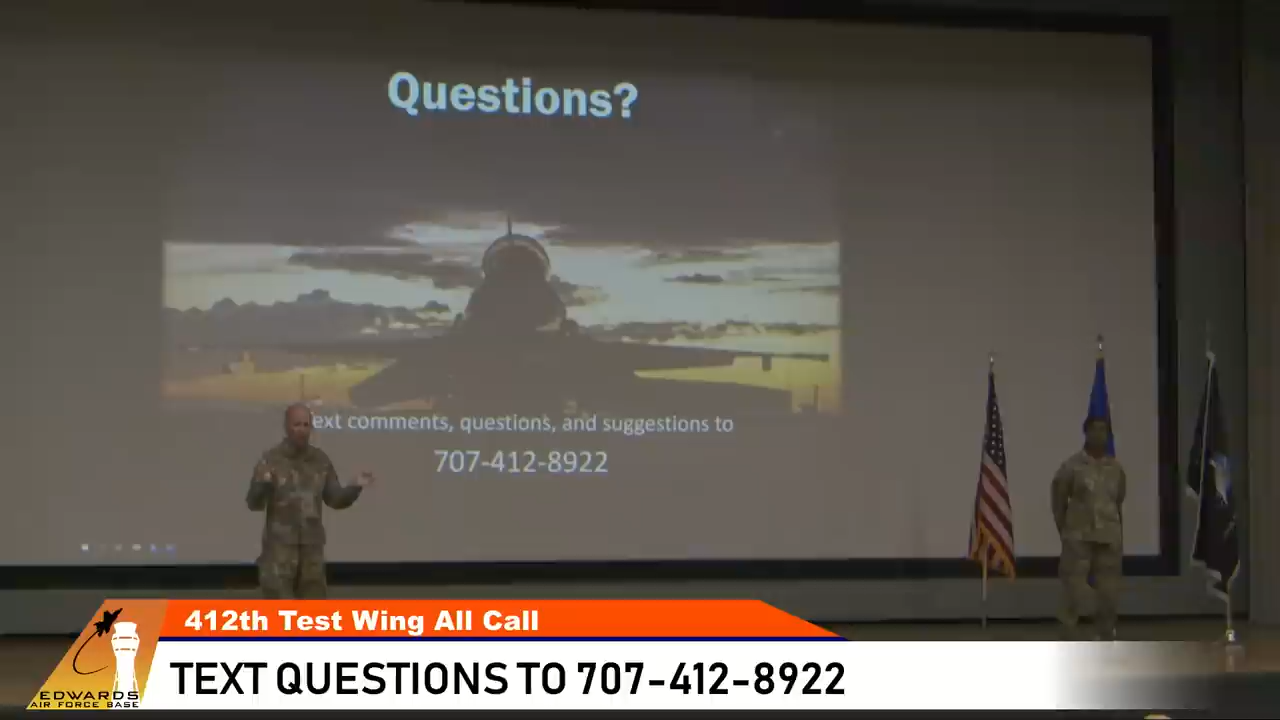 Questions?
ext comments, questions, and suggestions to
707-412-8922
412th Test Wing All Call
TEXT QUESTIONS TO 707-412-8922
EDWARDS
AIR FORCE BASE